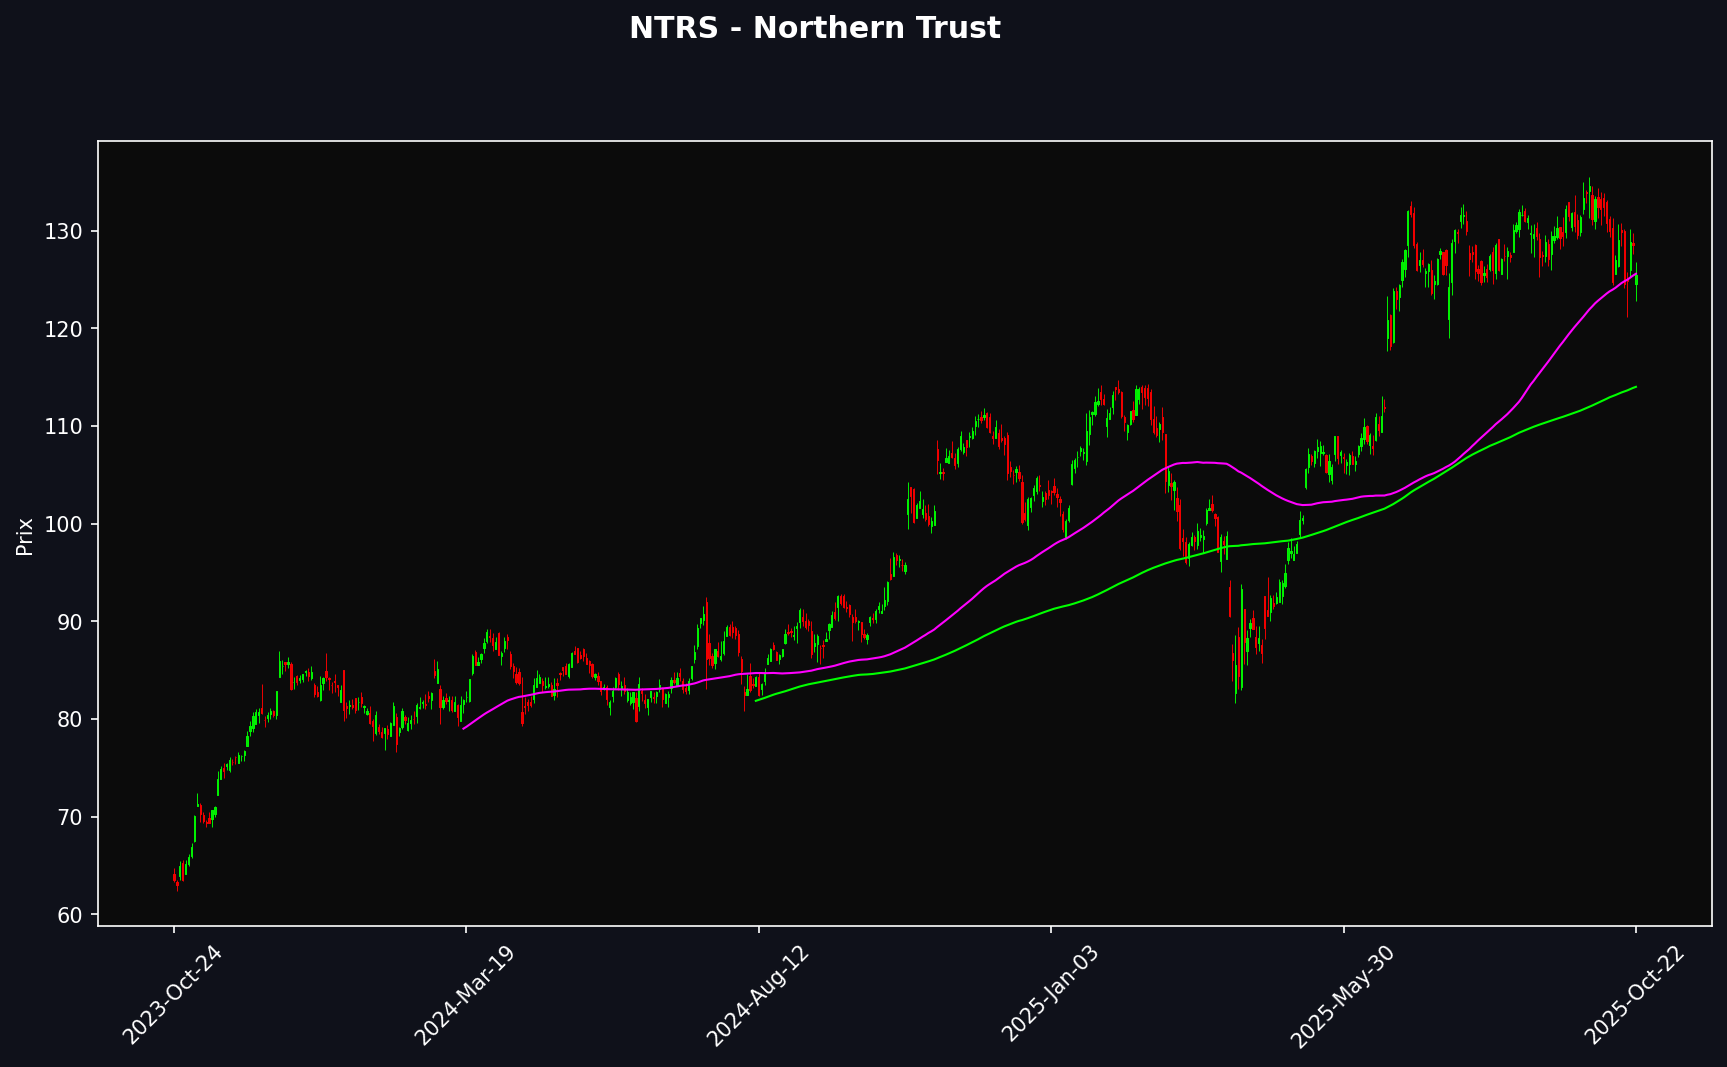 NTRS - Northern Trust
Prix
130
120
110
100
90
80
70
60
2023-Oct-24
2024-Mar-19
2024-Aug-12
2025-Jan-03
2025-May-30
2025-Oct-22